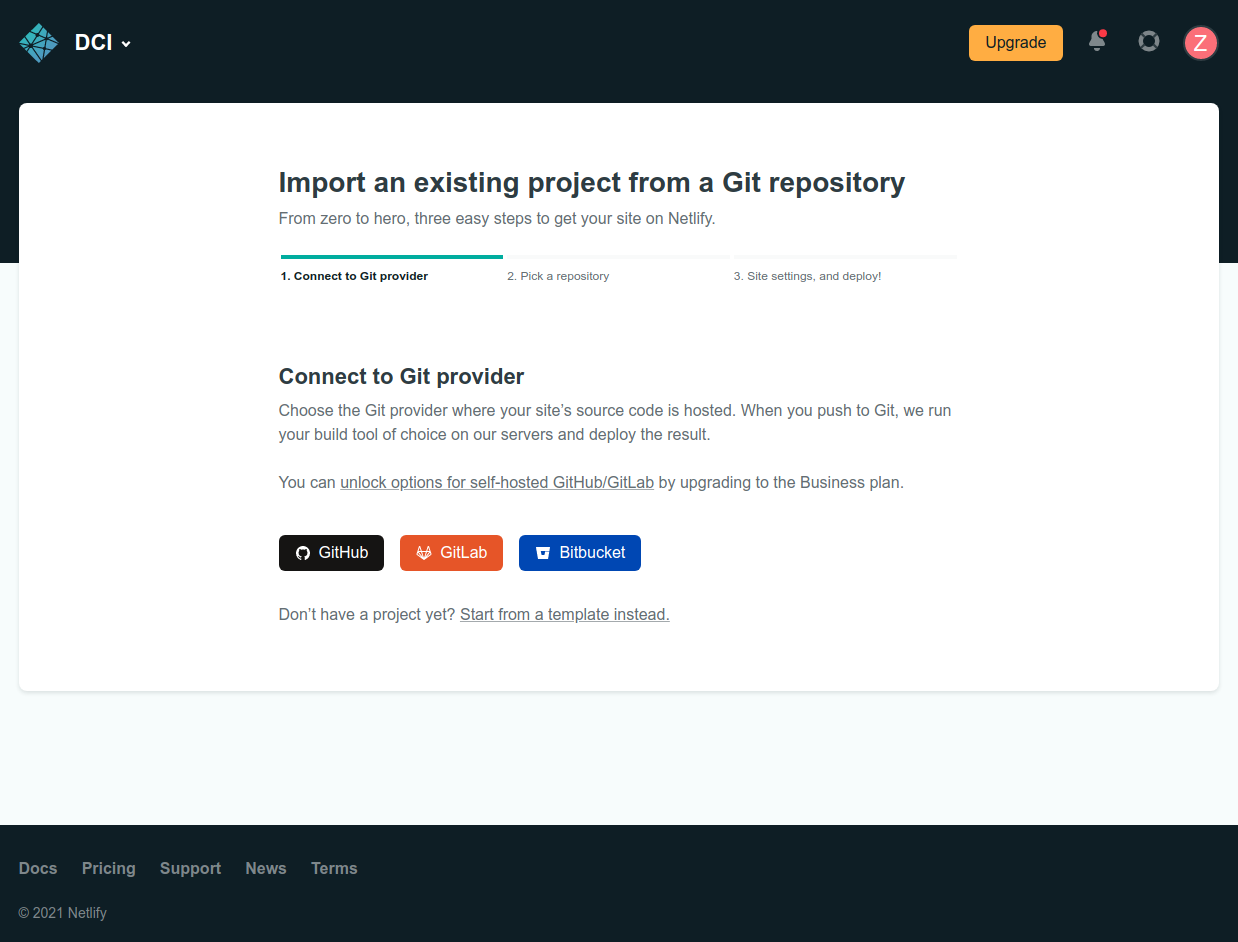 DCI
Upgrade
Z
Import an existing project from a Git repository
From zero to hero, three easy steps to get your site on Netlify.
1. Connect to Git provider
2. Pick a repository
3. Site settings, and deploy!
Connect to Git provider
Choose the Git provider where your site’s source code is hosted. When you push to Git, we run
your build tool of choice on our servers and deploy the result.
You can unlock options for self-hosted GitHub/GitLab by upgrading to the Business plan.
GitHub
GitLab
Bitbucket
Don’t have a project yet? Start from a template instead.
Docs
Pricing
Support
News
Terms
© 2021 Netlify